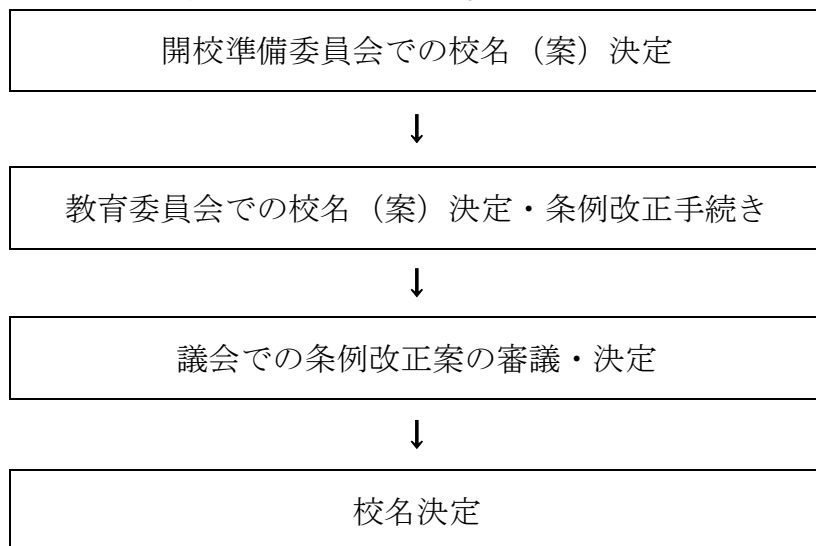 開校準備委員会での校名（案）決定
↓
教育委員会での校名（案）決定・条例改正手続き
↓
議会での条例改正案の審議・決定
↓
校名決定